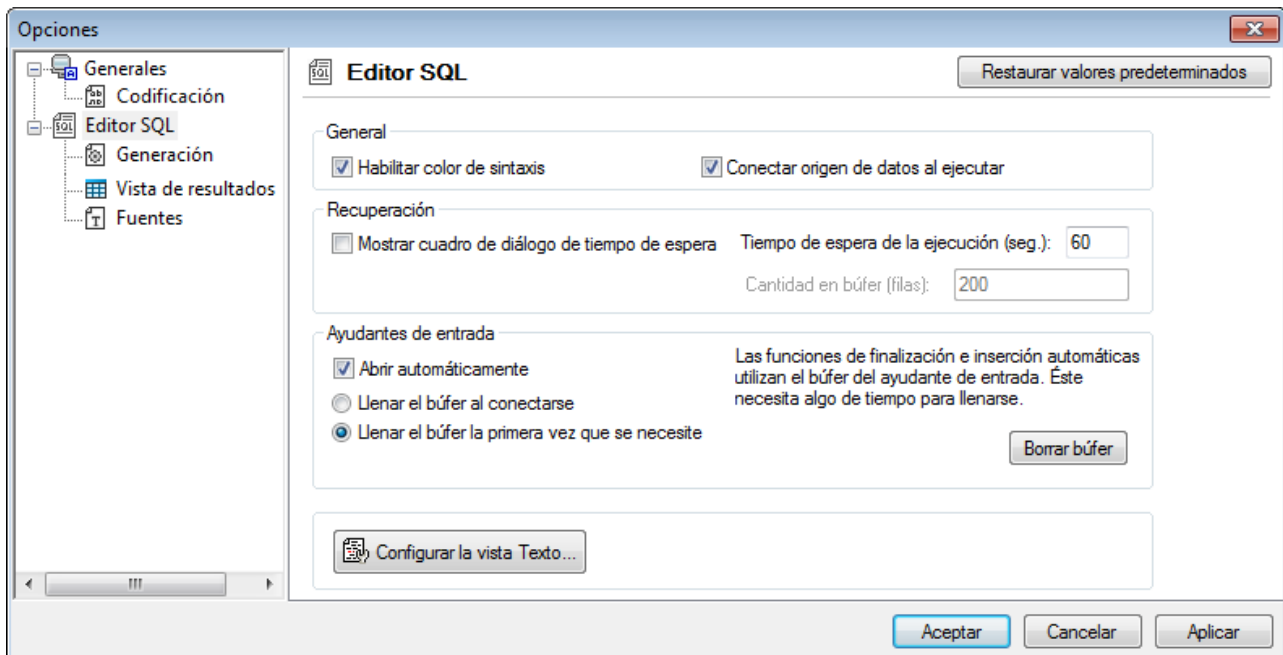 Opciones
Generales
Codificación
Editor SQL
Generación
Vista de resultados
Fuentes
Editor SQL
Restaurar valores predeterminados
General
Habilitar color de sintaxis
Conectar origen de datos al ejecutar
Recuperación
Mostrar cuadro de diálogo de tiempo de espera
Tiempo de espera de la ejecución (seg.): 60
Cantidad en búfer (filas): 200
Ayudantes de entrada
Abrir automáticamente
Llenar el búfer al conectarse
Llenar el búfer la primera vez que se necesite
Las funciones de finalización e inserción automáticas
utilizan el búfer del ayudante de entrada. Éste
necesita algo de tiempo para llenarse.
Borrar búfer
Configurar la vista Texto...
Aceptar
Cancelar
Aplicar